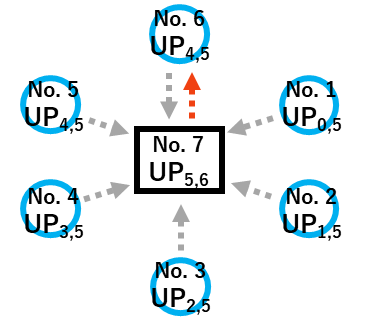 No. 6
UP4,5
No. 5
UP4,5
No. 1
UP0,5
No. 7
UP5,6
No. 4
UP3,5
No. 2
UP1,5
No. 3
UP2,5